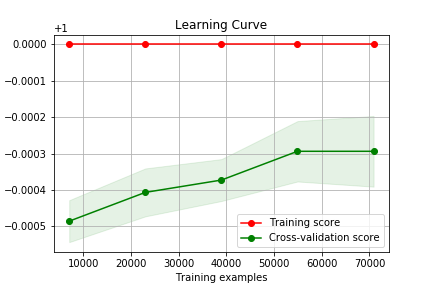 Learning Curve
+1
0.0000
−0.0001
−0.0002
−0.0003
−0.0004
−0.0005
Training score
Cross-validation score
10000 20000 30000 40000 50000 60000 70000
Training examples